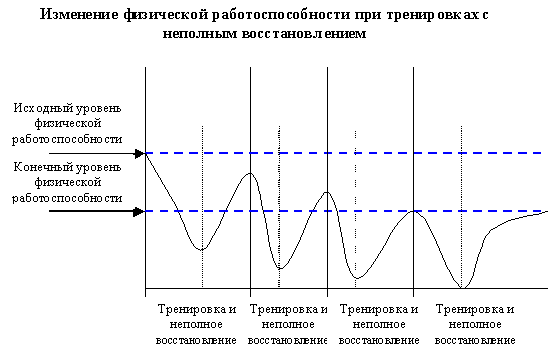 Изменение физической работоспособности при тренировках с
неполным восстановлением
Исходный уровень
физической
работоспособности
Конечный уровень
физической
работоспособности
Тренировка и
неполное
восстановление
Тренировка и
неполное
восстановление
Тренировка и
неполное
восстановление
Тренировка и
неполное
восстановление